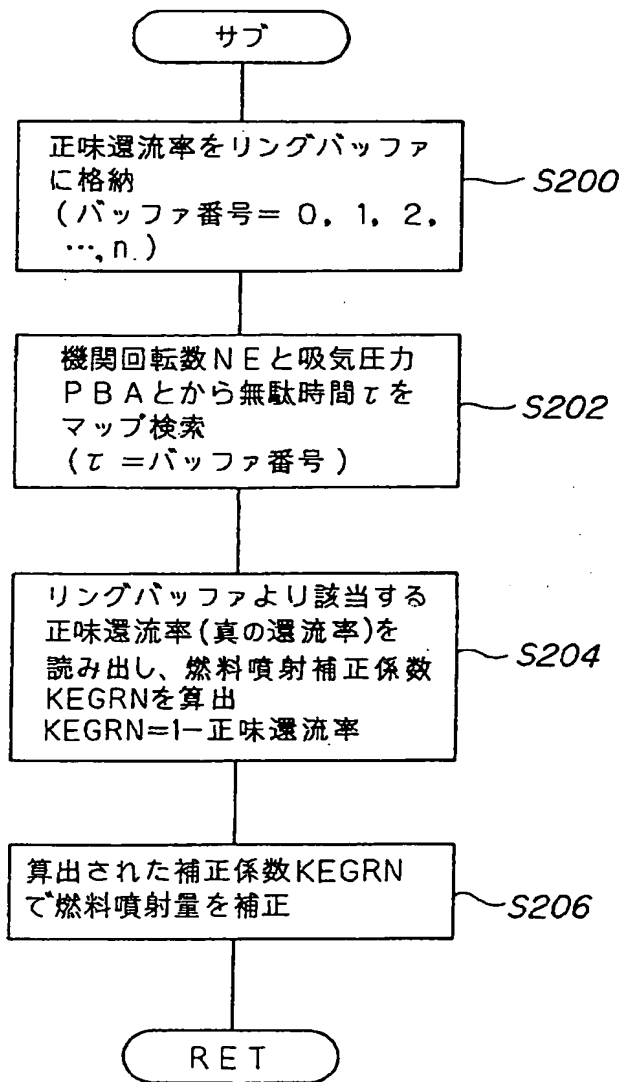 サブ
正味還流率をリングバッファ
に格納
(バッファ番号= 0, 1, 2,
…,n.)
S200
機関回転数NEと吸気圧力
PBAとから無駄時間τを
マップ検索
(τ=バッファ番号)
S202
リングバッファより該当する
正味還流率(真の還流率)を
読み出し、燃料噴射補正係数
KEGRNを算出
KEGRN=1-正味還流率
S204
算出された補正係数KEGRN
で燃料噴射量を補正
S206
RET